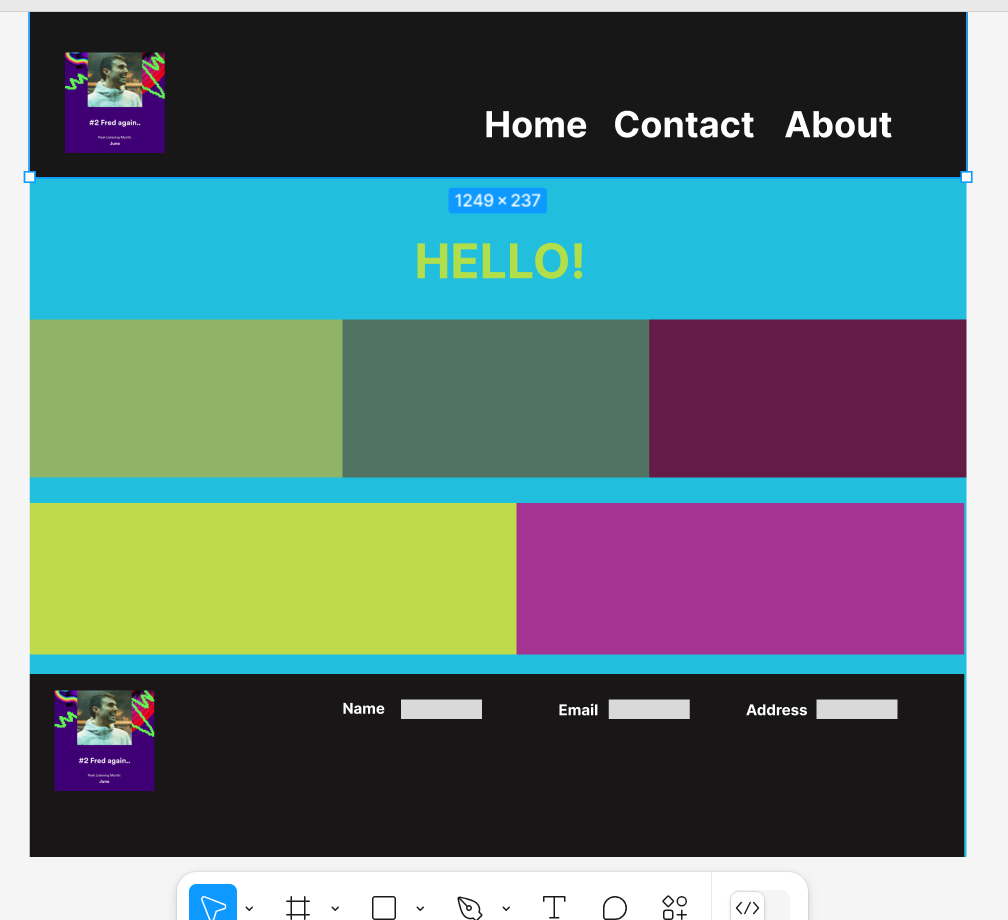 #2 Fred again..
Peak Listening Month:
June
Home Contact About
1249 × 237
HELLO!
Name
Email
Address
#2 Fred again..
Peak Listening Month:
June